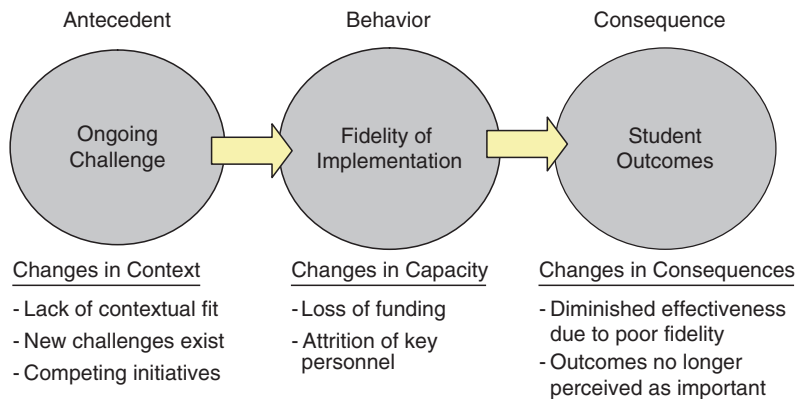 Antecedent
Behavior
Consequence
Ongoing
Challenge
Fidelity of
Implementation
Student
Outcomes
Changes in Context
- Lack of contextual fit
- New challenges exist
- Competing initiatives
Changes in Capacity
- Loss of funding
- Attrition of key
personnel
Changes in Consequences
- Diminished effectiveness
due to poor fidelity
- Outcomes no longer
perceived as important